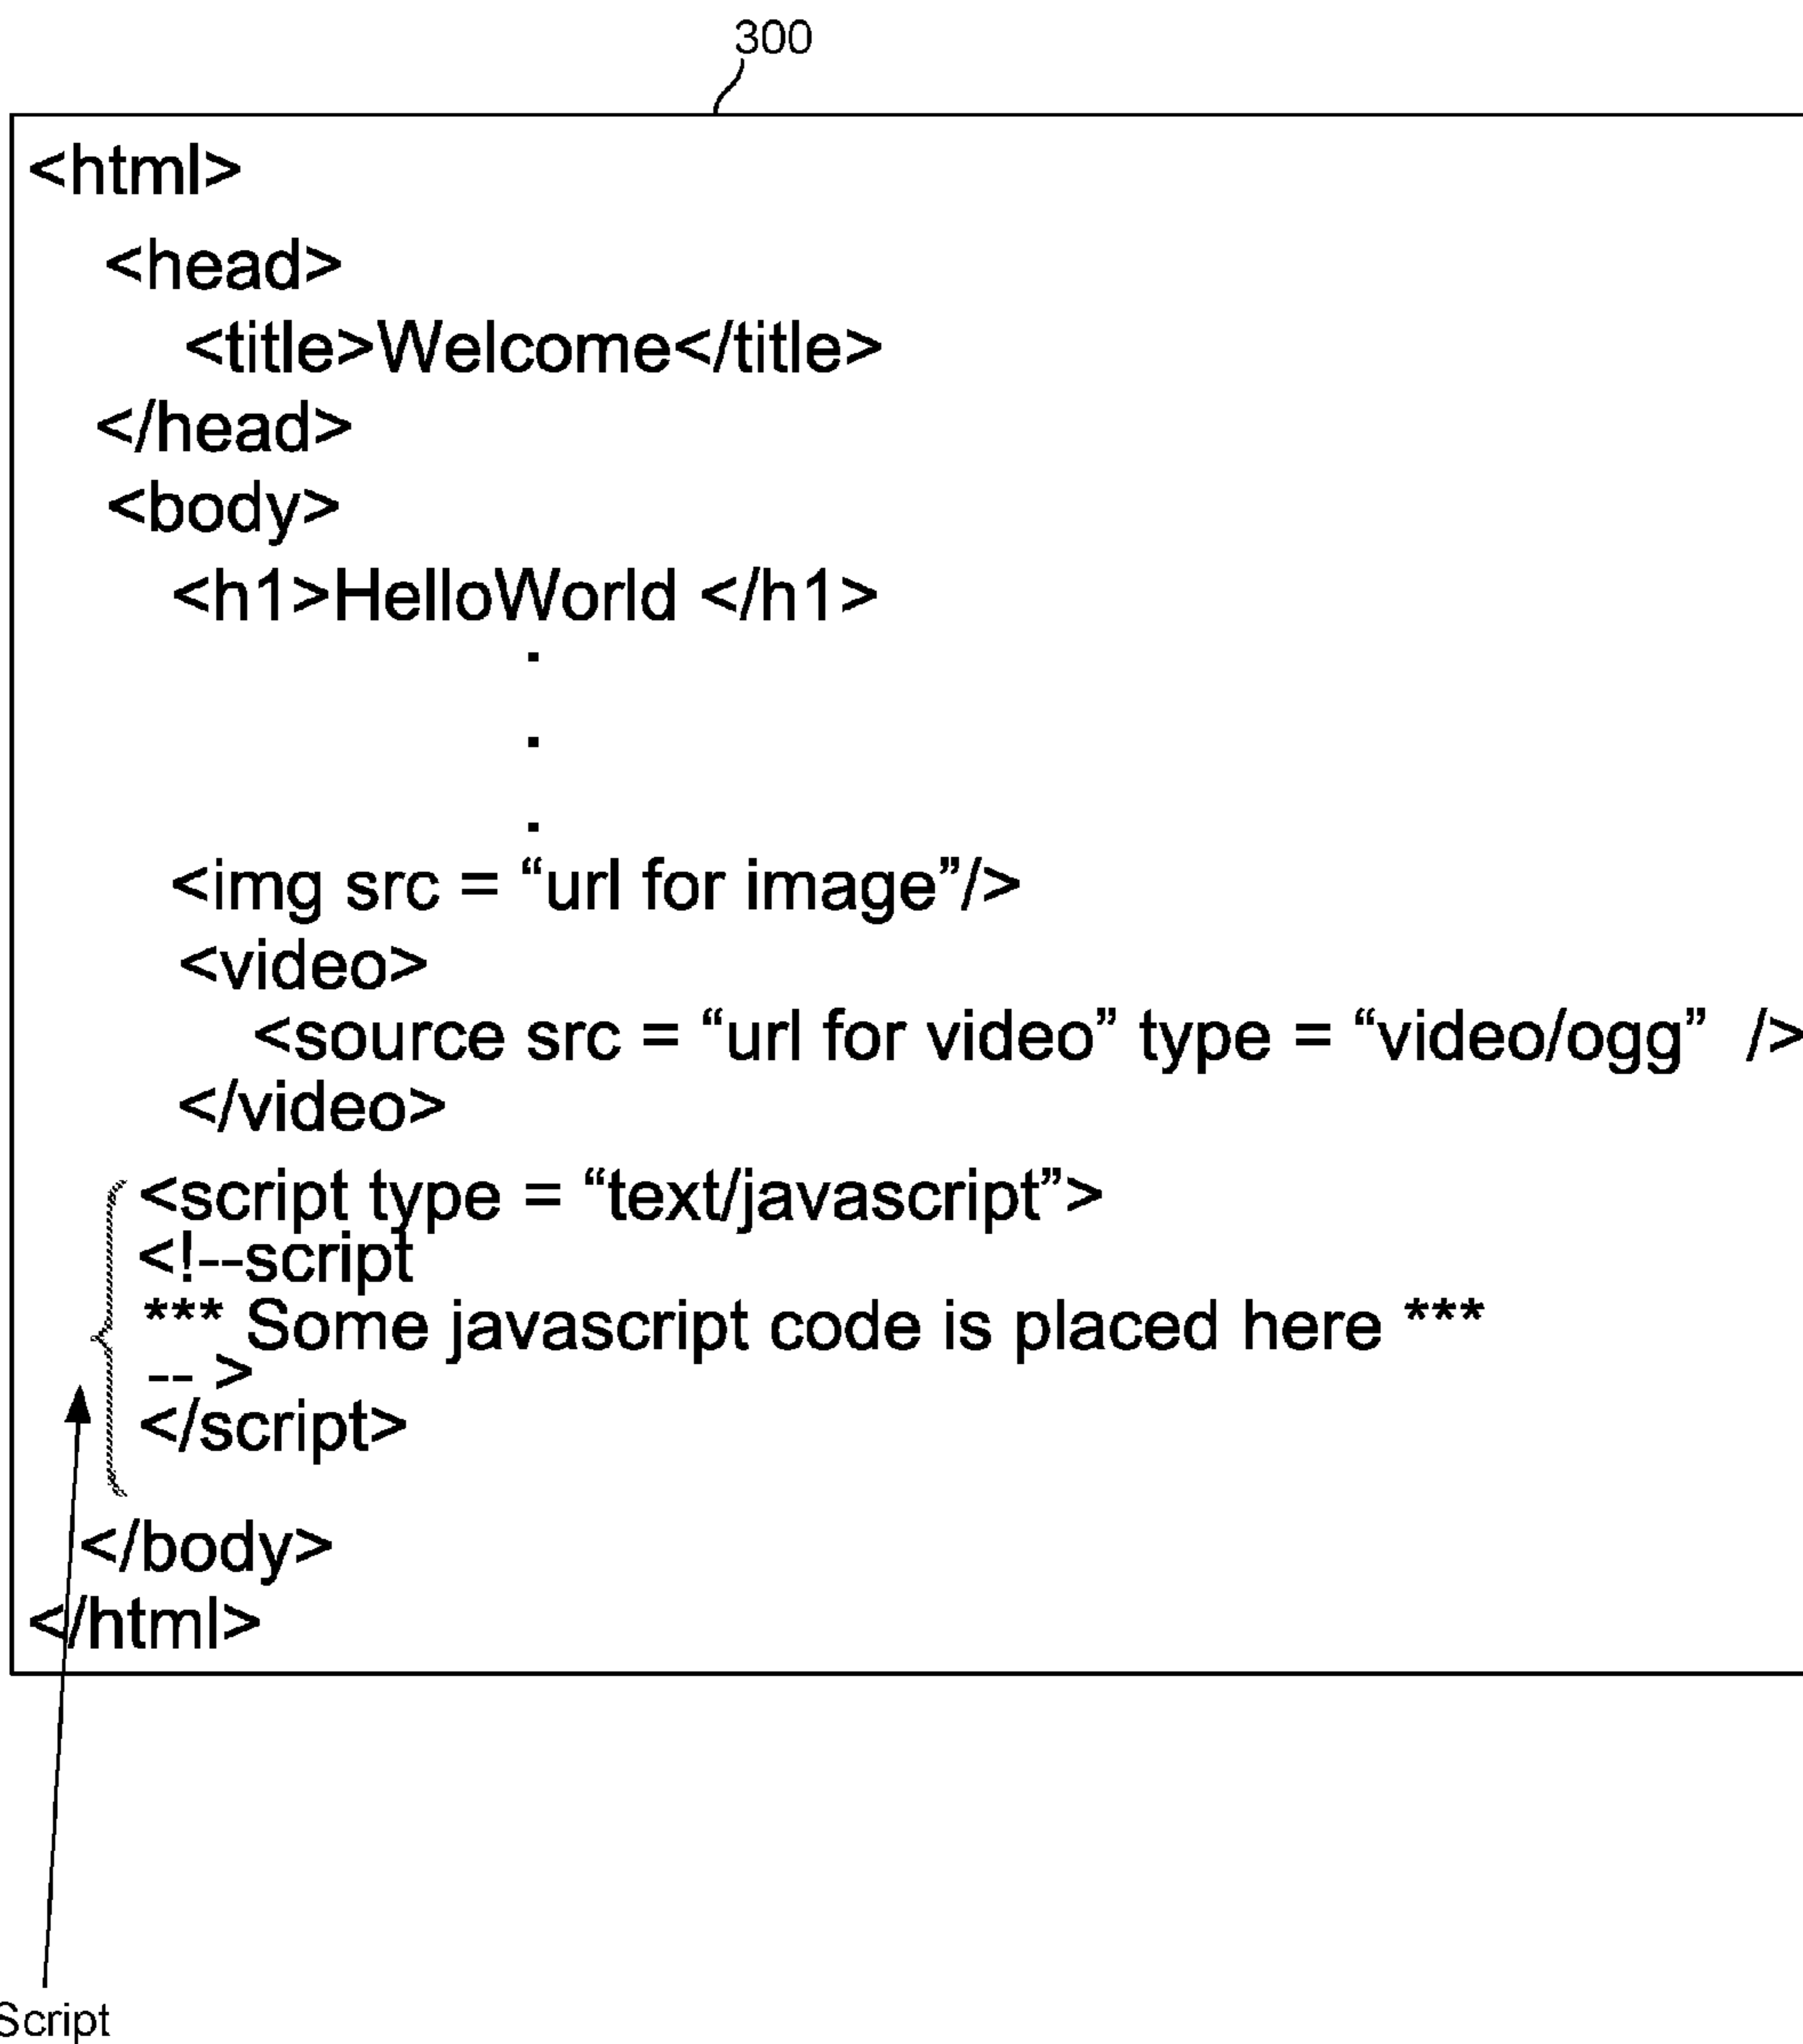 300
<html>
<head>
<title>Welcome</title>
</head>
<body>
<h1>HelloWorld </h1>
.
.
.
<img src = “url for image”/>
<video>
<source src = “url for video” type = “video/ogg” />
</video>
<script type = “text/javascript”>
<!--script
*** Some javascript code is placed here ***
-- >
</script>
</body>
</html>
Script